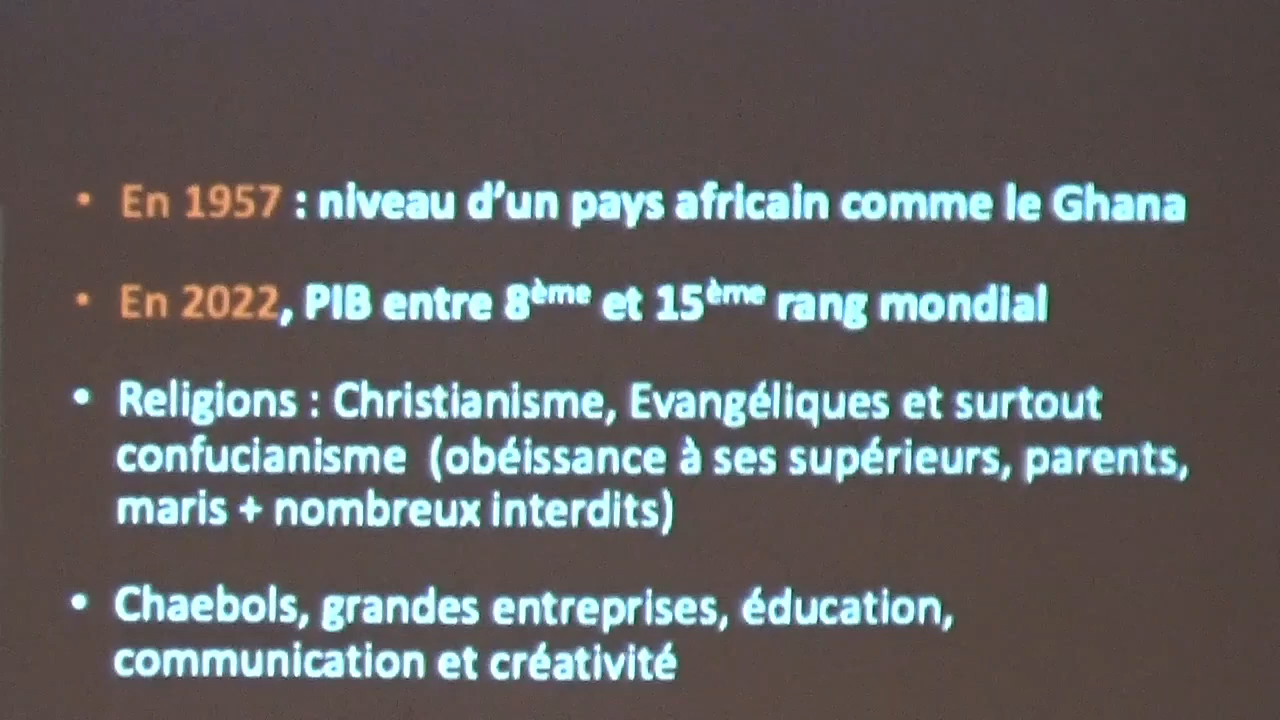 • En 1957 : niveau d'un pays africain comme le Ghana
• En 2022, PIB entre 8ème et 15ème rang mondial
• Religions : Christianisme, Evangéliques et surtout
confucianisme (obéissance à ses supérieurs, parents,
maris + nombreux interdits)
• Chaebols, grandes entreprises, éducation,
communication et créativité